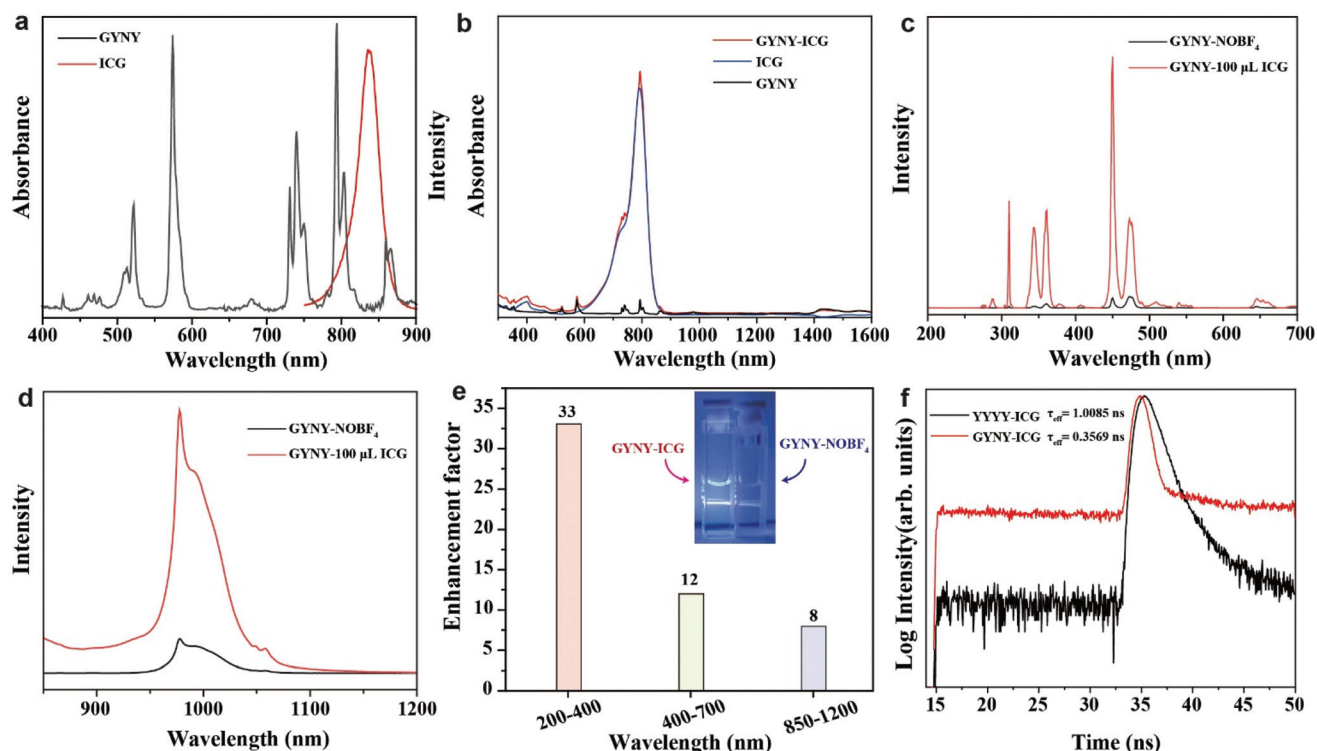 a
GYNY
ICG
Absorbance
Intensity
400 500 600 700 800 900
Wavelength (nm)
b
GYNY-ICG
ICG
GYNY
Absorbance
400 600 800 1000 1200 1400 1600
Wavelength (nm)
c
GYNY-NOBF₄
GYNY-100 μL ICG
Intensity
200 300 400 500 600 700
Wavelength (nm)
d
GYNY-NOBF₄
GYNY-100 μL ICG
Intensity
900 1000 1100 1200
Wavelength (nm)
e
35
30
25
20
15
10
5
0
Enhancement factor
33
12
8
GYNY-ICG
GYNY-NOBF₄
200-400
400-700
850-1200
Wavelength (nm)
f
YYYY-ICG τeff= 1.0085 ns
GYNY-ICG τeff= 0.3569 ns
Log Intensity(arb. units)
15 20 25 30 35 40 45 50
Time (ns)